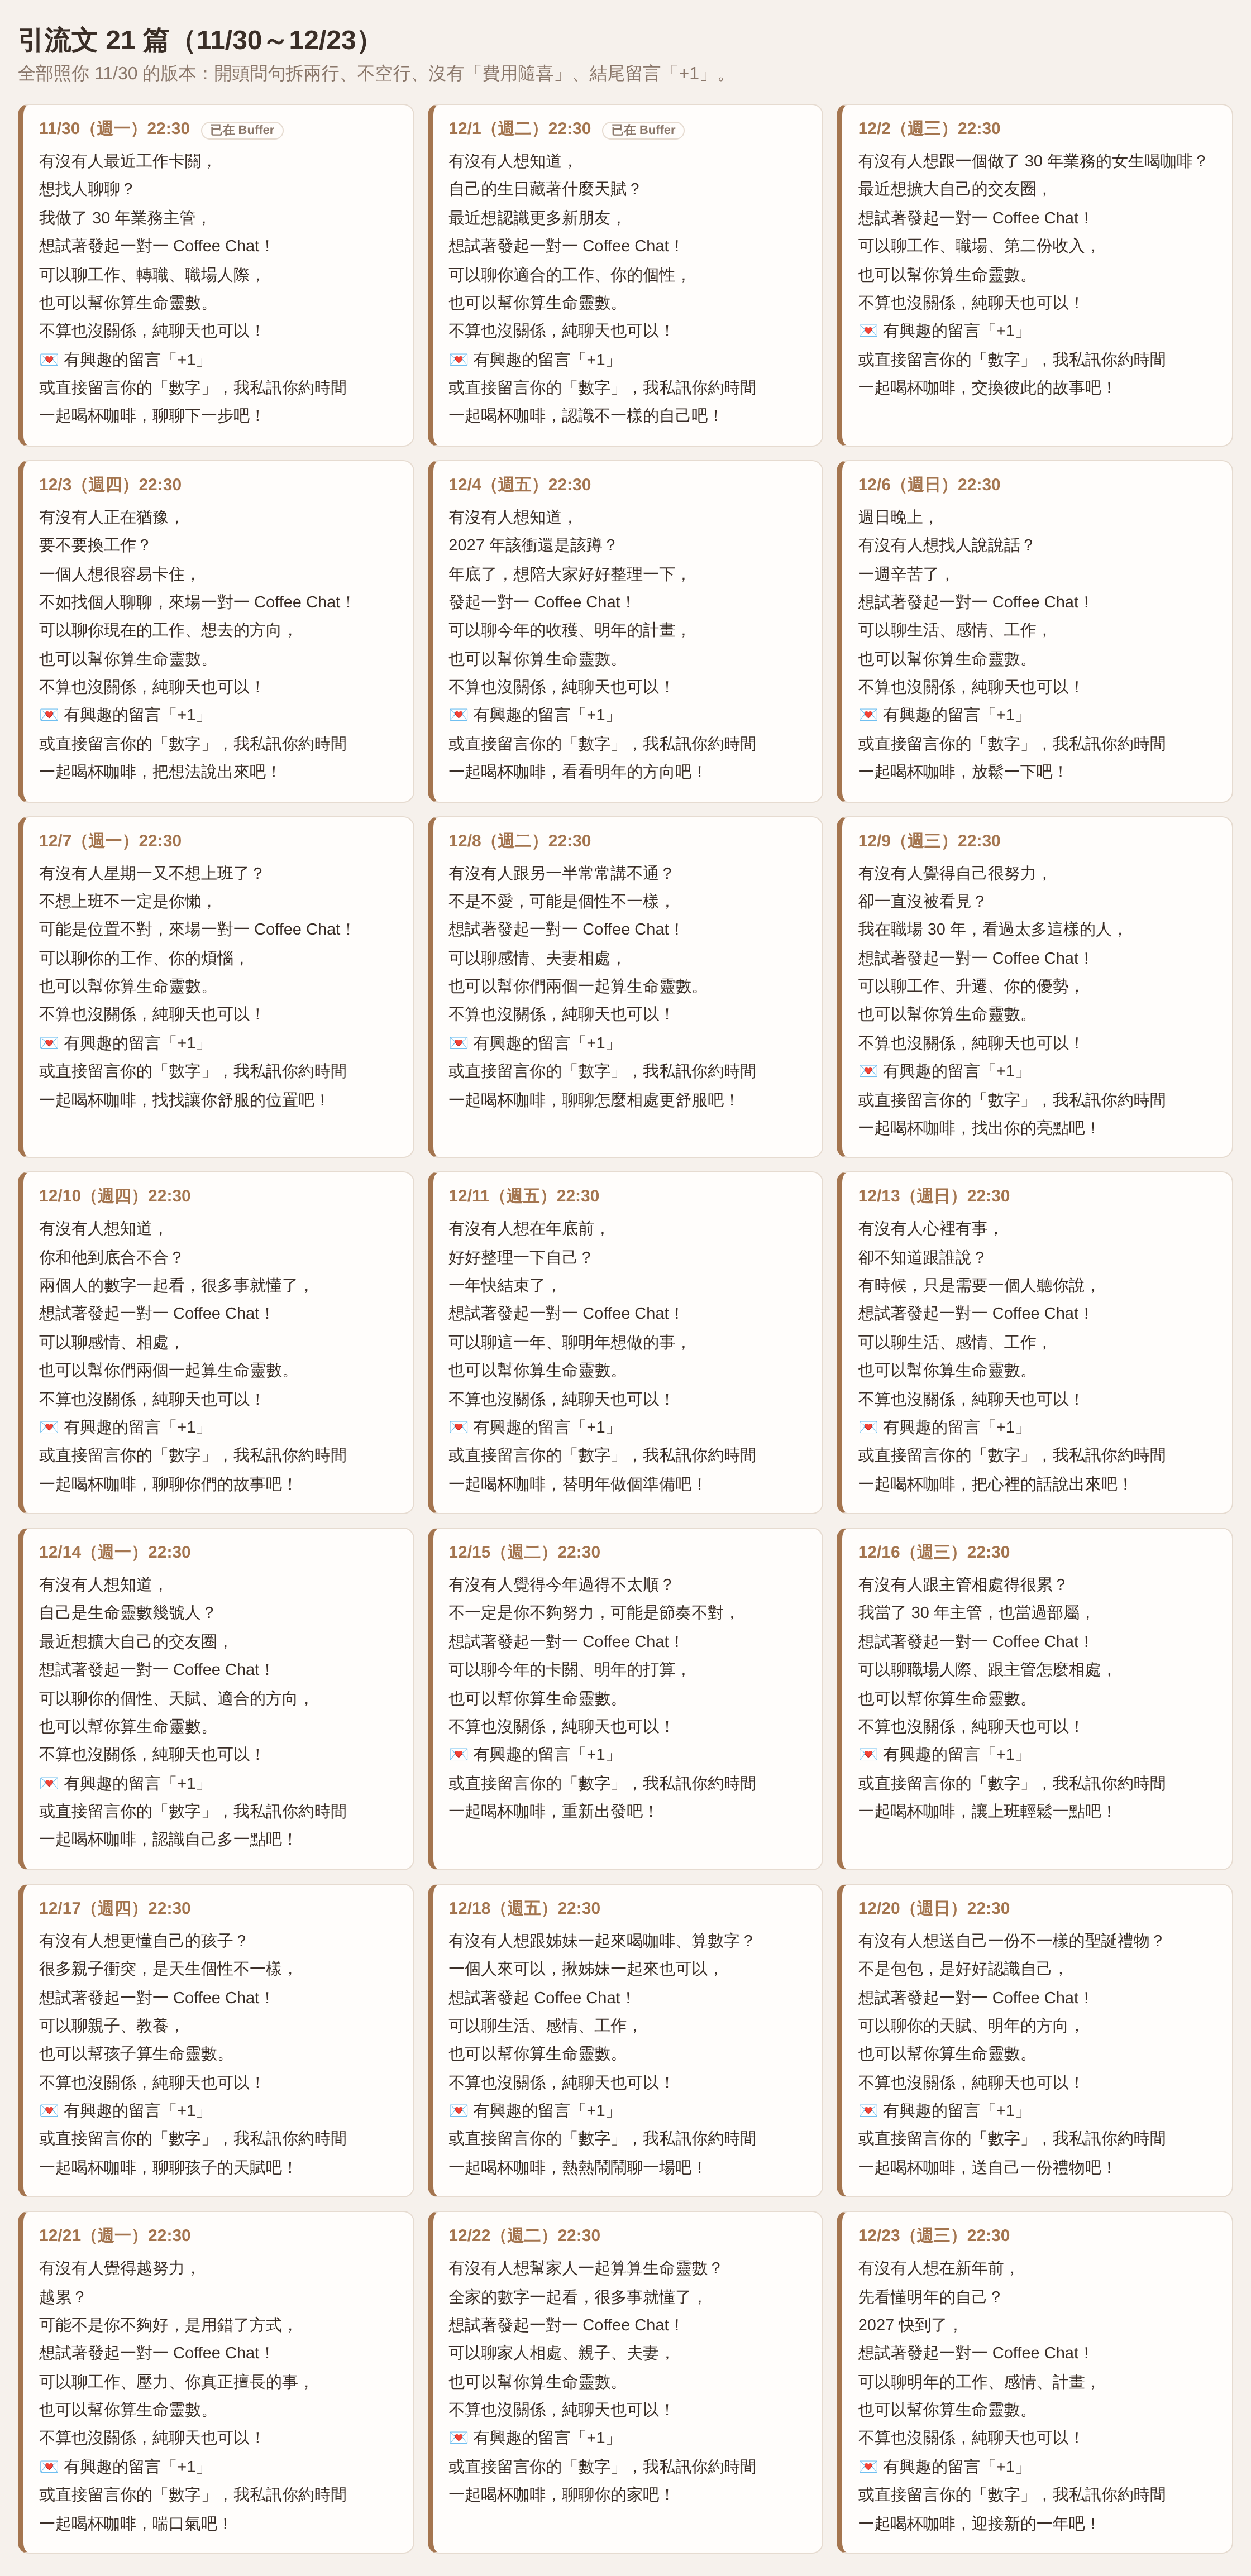 引流文 21 篇（11/30～12/23）
全部照你 11/30 的版本：開頭問句拆兩行、不空行、沒有「費用隨喜」、結尾留言「+1」。
11/30（週一）22:30 已在 Buffer
有沒有人最近工作卡關，
想找人聊聊？
我做了 30 年業務主管，
想試著發起一對一 Coffee Chat！
可以聊工作、轉職、職場人際，
也可以幫你算生命靈數。
不算也沒關係，純聊天也可以！
💌 有興趣的留言「+1」
或直接留言你的「數字」，我私訊你約時間
一起喝杯咖啡，聊聊下一步吧！
12/1（週二）22:30 已在 Buffer
有沒有人想知道，
自己的生日藏著什麼天賦？
最近想認識更多新朋友，
想試著發起一對一 Coffee Chat！
可以聊你適合的工作、你的個性，
也可以幫你算生命靈數。
不算也沒關係，純聊天也可以！
💌 有興趣的留言「+1」
或直接留言你的「數字」，我私訊你約時間
一起喝杯咖啡，認識不一樣的自己吧！
12/2（週三）22:30
有沒有人想跟一個做了 30 年業務的女生喝咖啡？
最近想擴大自己的交友圈，
想試著發起一對一 Coffee Chat！
可以聊工作、職場、第二份收入，
也可以幫你算生命靈數。
不算也沒關係，純聊天也可以！
💌 有興趣的留言「+1」
或直接留言你的「數字」，我私訊你約時間
一起喝杯咖啡，交換彼此的故事吧！
12/3（週四）22:30
有沒有人正在猶豫，
要不要換工作？
一個人想很容易卡住，
不如找個人聊聊，來場一對一 Coffee Chat！
可以聊你現在的工作、想去的方向，
也可以幫你算生命靈數。
不算也沒關係，純聊天也可以！
💌 有興趣的留言「+1」
或直接留言你的「數字」，我私訊你約時間
一起喝杯咖啡，把想法說出來吧！
12/4（週五）22:30
有沒有人想知道，
2027 年該衝還是該蹲？
年底了，想陪大家好好整理一下，
發起一對一 Coffee Chat！
可以聊今年的收穫、明年的計畫，
也可以幫你算生命靈數。
不算也沒關係，純聊天也可以！
💌 有興趣的留言「+1」
或直接留言你的「數字」，我私訊你約時間
一起喝杯咖啡，看看明年的方向吧！
12/6（週日）22:30
週日晚上，
有沒有人想找人說說話？
一週辛苦了，
想試著發起一對一 Coffee Chat！
可以聊生活、感情、工作，
也可以幫你算生命靈數。
不算也沒關係，純聊天也可以！
💌 有興趣的留言「+1」
或直接留言你的「數字」，我私訊你約時間
一起喝杯咖啡，放鬆一下吧！
12/7（週一）22:30
有沒有人星期一又不想上班了？
不想上班不一定是你懶，
可能是位置不對，來場一對一 Coffee Chat！
可以聊你的工作、你的煩惱，
也可以幫你算生命靈數。
不算也沒關係，純聊天也可以！
💌 有興趣的留言「+1」
或直接留言你的「數字」，我私訊你約時間
一起喝杯咖啡，找找讓你舒服的位置吧！
12/8（週二）22:30
有沒有人跟另一半常常講不通？
不是不愛，可能是個性不一樣，
想試著發起一對一 Coffee Chat！
可以聊感情、夫妻相處，
也可以幫你們兩個一起算生命靈數。
不算也沒關係，純聊天也可以！
💌 有興趣的留言「+1」
或直接留言你的「數字」，我私訊你約時間
一起喝杯咖啡，聊聊怎麼相處更舒服吧！
12/9（週三）22:30
有沒有人覺得自己很努力，
卻一直沒被看見？
我在職場 30 年，看過太多這樣的人，
想試著發起一對一 Coffee Chat！
可以聊工作、升遷、你的優勢，
也可以幫你算生命靈數。
不算也沒關係，純聊天也可以！
💌 有興趣的留言「+1」
或直接留言你的「數字」，我私訊你約時間
一起喝杯咖啡，找出你的亮點吧！
12/10（週四）22:30
有沒有人想知道，
你和他到底合不合？
兩個人的數字一起看，很多事就懂了，
想試著發起一對一 Coffee Chat！
可以聊感情、相處，
也可以幫你們兩個一起算生命靈數。
不算也沒關係，純聊天也可以！
💌 有興趣的留言「+1」
或直接留言你的「數字」，我私訊你約時間
一起喝杯咖啡，聊聊你們的故事吧！
12/11（週五）22:30
有沒有人想在年底前，
好好整理一下自己？
一年快結束了，
想試著發起一對一 Coffee Chat！
可以聊這一年、聊明年想做的事，
也可以幫你算生命靈數。
不算也沒關係，純聊天也可以！
💌 有興趣的留言「+1」
或直接留言你的「數字」，我私訊你約時間
一起喝杯咖啡，替明年做個準備吧！
12/13（週日）22:30
有沒有人心裡有事，
卻不知道跟誰說？
有時候，只是需要一個人聽你說，
想試著發起一對一 Coffee Chat！
可以聊生活、感情、工作，
也可以幫你算生命靈數。
不算也沒關係，純聊天也可以！
💌 有興趣的留言「+1」
或直接留言你的「數字」，我私訊你約時間
一起喝杯咖啡，把心裡的話說出來吧！
12/14（週一）22:30
有沒有人想知道，
自己是生命靈數幾號人？
最近想擴大自己的交友圈，
想試著發起一對一 Coffee Chat！
可以聊你的個性、天賦、適合的方向，
也可以幫你算生命靈數。
不算也沒關係，純聊天也可以！
💌 有興趣的留言「+1」
或直接留言你的「數字」，我私訊你約時間
一起喝杯咖啡，認識自己多一點吧！
12/15（週二）22:30
有沒有人覺得今年過得不太順？
不一定是你不夠努力，可能是節奏不對，
想試著發起一對一 Coffee Chat！
可以聊今年的卡關、明年的打算，
也可以幫你算生命靈數。
不算也沒關係，純聊天也可以！
💌 有興趣的留言「+1」
或直接留言你的「數字」，我私訊你約時間
一起喝杯咖啡，重新出發吧！
12/16（週三）22:30
有沒有人跟主管相處得很累？
我當了 30 年主管，也當過部屬，
想試著發起一對一 Coffee Chat！
可以聊職場人際、跟主管怎麼相處，
也可以幫你算生命靈數。
不算也沒關係，純聊天也可以！
💌 有興趣的留言「+1」
或直接留言你的「數字」，我私訊你約時間
一起喝杯咖啡，讓上班輕鬆一點吧！
12/17（週四）22:30
有沒有人想更懂自己的孩子？
很多親子衝突，是天生個性不一樣，
想試著發起一對一 Coffee Chat！
可以聊親子、教養，
也可以幫孩子算生命靈數。
不算也沒關係，純聊天也可以！
💌 有興趣的留言「+1」
或直接留言你的「數字」，我私訊你約時間
一起喝杯咖啡，聊聊孩子的天賦吧！
12/18（週五）22:30
有沒有人想跟姊妹一起來喝咖啡、算數字？
一個人來可以，揪姊妹一起來也可以，
想試著發起 Coffee Chat！
可以聊生活、感情、工作，
也可以幫你算生命靈數。
不算也沒關係，純聊天也可以！
💌 有興趣的留言「+1」
或直接留言你的「數字」，我私訊你約時間
一起喝杯咖啡，熱熱鬧鬧聊一場吧！
12/20（週日）22:30
有沒有人想送自己一份不一樣的聖誕禮物？
不是包包，是好好認識自己，
想試著發起一對一 Coffee Chat！
可以聊你的天賦、明年的方向，
也可以幫你算生命靈數。
不算也沒關係，純聊天也可以！
💌 有興趣的留言「+1」
或直接留言你的「數字」，我私訊你約時間
一起喝杯咖啡，送自己一份禮物吧！
12/21（週一）22:30
有沒有人覺得越努力，
越累？
可能不是你不夠好，是用錯了方式，
想試著發起一對一 Coffee Chat！
可以聊工作、壓力、你真正擅長的事，
也可以幫你算生命靈數。
不算也沒關係，純聊天也可以！
💌 有興趣的留言「+1」
或直接留言你的「數字」，我私訊你約時間
一起喝杯咖啡，喘口氣吧！
12/22（週二）22:30
有沒有人想幫家人一起算算生命靈數？
全家的數字一起看，很多事就懂了，
想試著發起一對一 Coffee Chat！
可以聊家人相處、親子、夫妻，
也可以幫你算生命靈數。
不算也沒關係，純聊天也可以！
💌 有興趣的留言「+1」
或直接留言你的「數字」，我私訊你約時間
一起喝杯咖啡，聊聊你的家吧！
12/23（週三）22:30
有沒有人想在新年前，
先看懂明年的自己？
2027 快到了，
想試著發起一對一 Coffee Chat！
可以聊明年的工作、感情、計畫，
也可以幫你算生命靈數。
不算也沒關係，純聊天也可以！
💌 有興趣的留言「+1」
或直接留言你的「數字」，我私訊你約時間
一起喝杯咖啡，迎接新的一年吧！